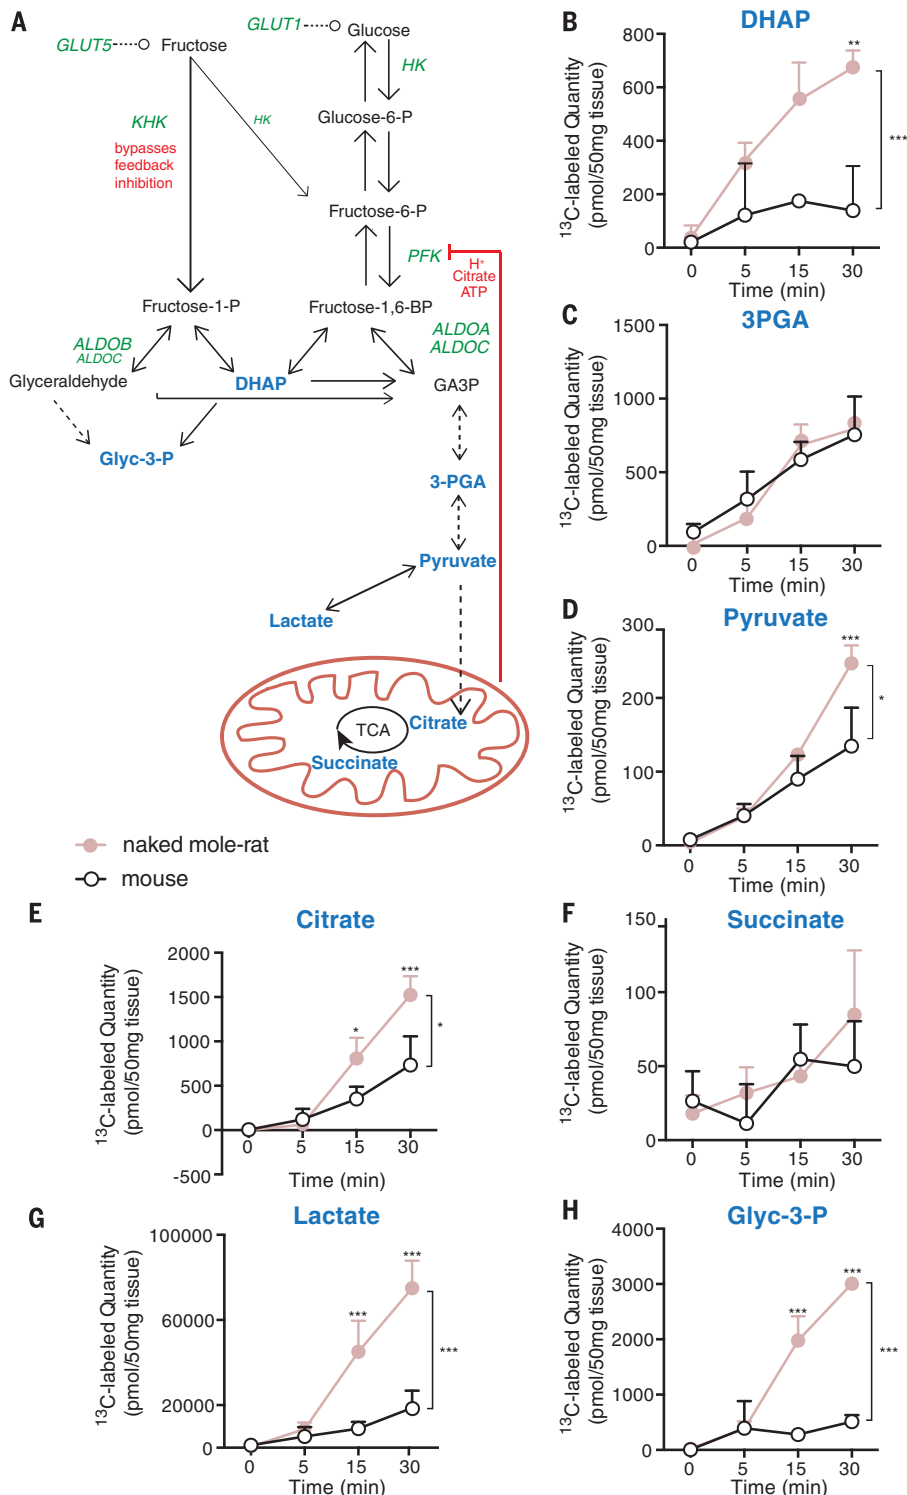 A
GLUT5
Fructose
GLUT1
Glucose
HK
KHK
HK
bypasses
feedback
inhibition
Glucose-6-P
Fructose-6-P
PFK
H⁺
Citrate
ATP
Fructose-1-P
Fructose-1,6-BP
ALDOB
ALDOC
ALDOA
ALDOC
Glyceraldehyde
DHAP
GA3P
Glyc-3-P
3-PGA
Pyruvate
Lactate
TCA
Citrate
Succinate
naked mole-rat
mouse
B
DHAP
¹³C-labeled Quantity
(pmol/50mg tissue)
800
600
400
200
0
**
***
0 5 15 30
Time (min)
C
3PGA
¹³C-labeled Quantity
(pmol/50mg tissue)
1500
1000
500
0
0 5 15 30
Time (min)
D
Pyruvate
¹³C-labeled Quantity
(pmol/50mg tissue)
300
200
100
0
***
*
0 5 15 30
Time (min)
E
Citrate
¹³C-labeled Quantity
(pmol/50mg tissue)
2000
1500
1000
500
0
-500
*
***
*
0 5 15 30
Time (min)
F
Succinate
¹³C-labeled Quantity
(pmol/50mg tissue)
150
100
50
0
0 5 15 30
Time (min)
G
Lactate
¹³C-labeled Quantity
(pmol/50mg tissue)
100000
60000
20000
0
***
***
***
0 5 15 30
Time (min)
H
Glyc-3-P
¹³C-labeled Quantity
(pmol/50mg tissue)
4000
3000
2000
1000
0
***
***
***
0 5 15 30
Time (min)